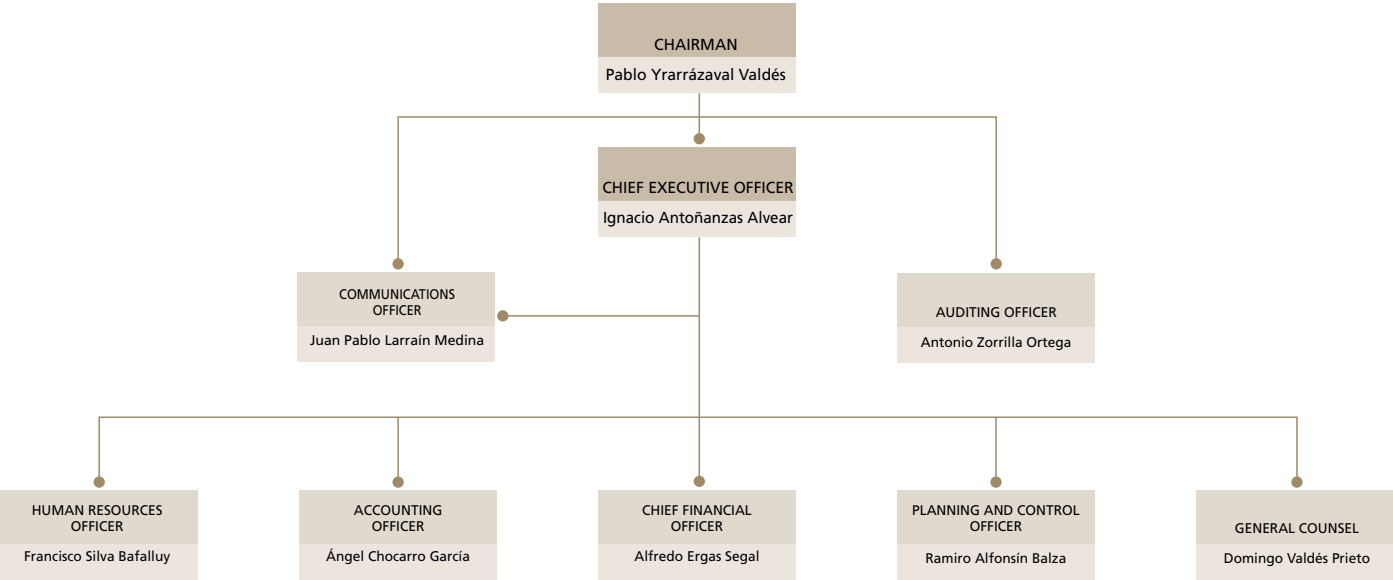 CHAIRMAN
Pablo Yrarrázaval Valdés
CHIEF EXECUTIVE OFFICER
Ignacio Antoñanzas Alvear
COMMUNICATIONS
OFFICER
Juan Pablo Larraín Medina
AUDITING OFFICER
Antonio Zorrilla Ortega
HUMAN RESOURCES
OFFICER
Francisco Silva Bafalluy
ACCOUNTING
OFFICER
Ángel Chocarro García
CHIEF FINANCIAL
OFFICER
Alfredo Ergas Segal
PLANNING AND CONTROL
OFFICER
Ramiro Alfonsín Balza
GENERAL COUNSEL
Domingo Valdés Prieto